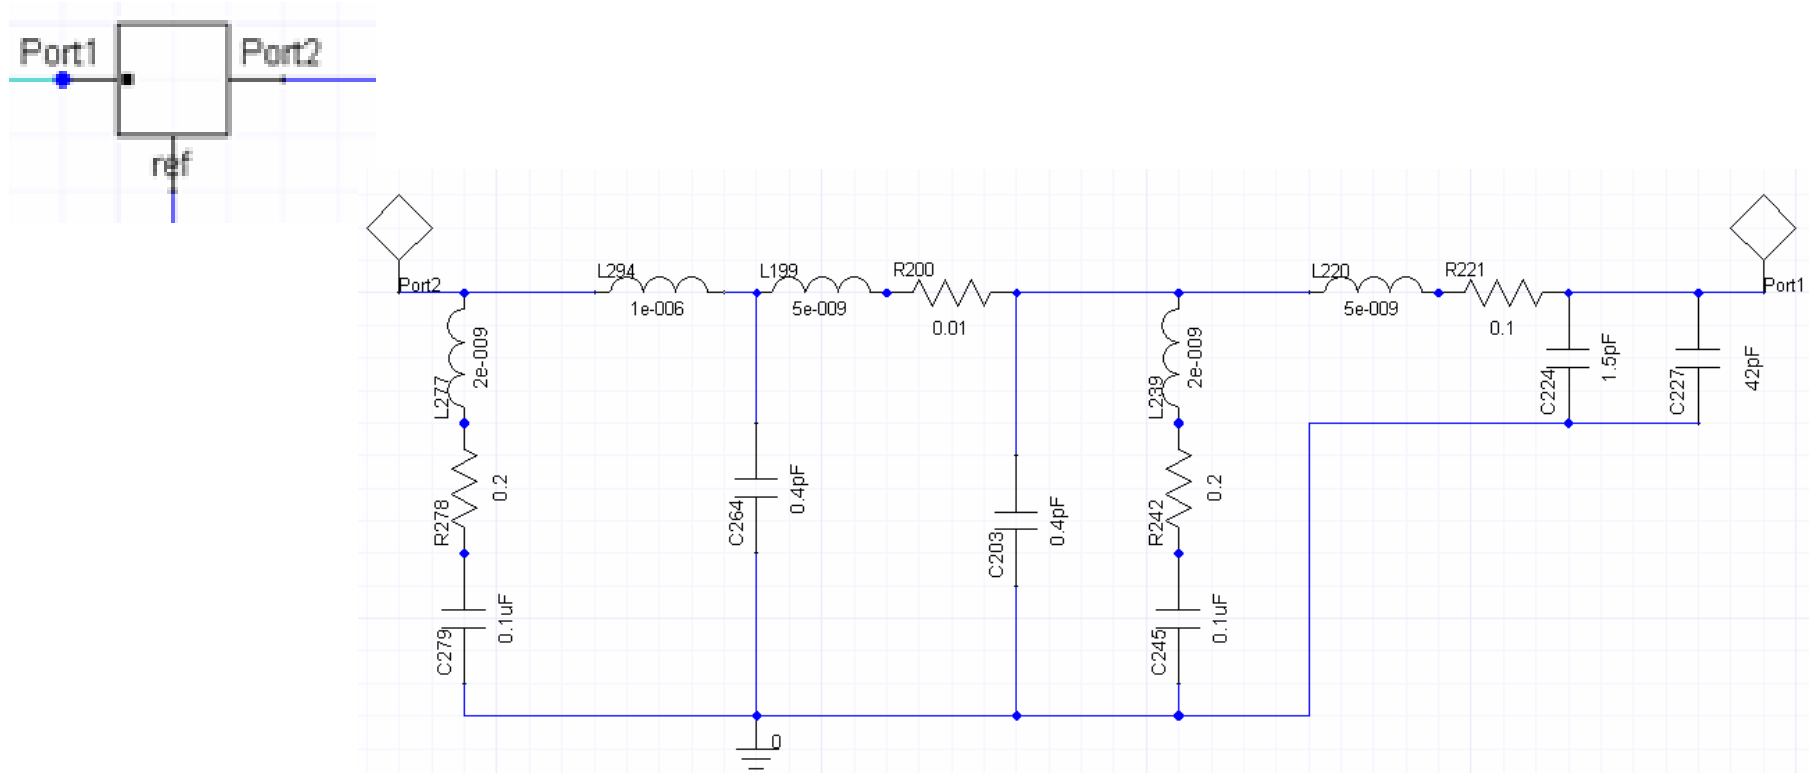 Port1
Port2
ref
Port2
L294
1e-006
L199
5e-009
R200
0.01
L220
5e-009
R221
0.1
Port1
L277
2e-009
R278
0.2
C279
0.1uF
C264
0.4pF
C203
0.4pF
L239
2e-009
R242
0.2
C245
0.1uF
C224
1.5pF
C227
42pF
0